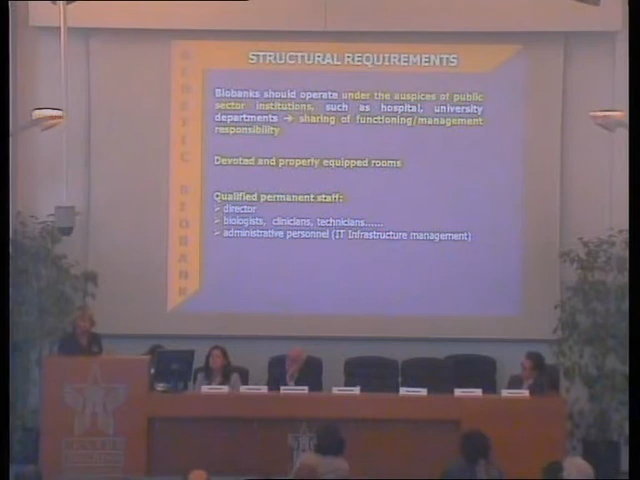 STRUCTURAL REQUIREMENTS
GENETIC BIOBANK
Biobanks should operate under the auspices of public
sector institutions, such as hospital, university
departments → sharing of functioning/management
responsibility
Devoted and properly equipped rooms
Qualified permanent staff:
➢ director
➢ biologists, clinicians, technicians......
➢ administrative personnel (IT Infrastructure management)